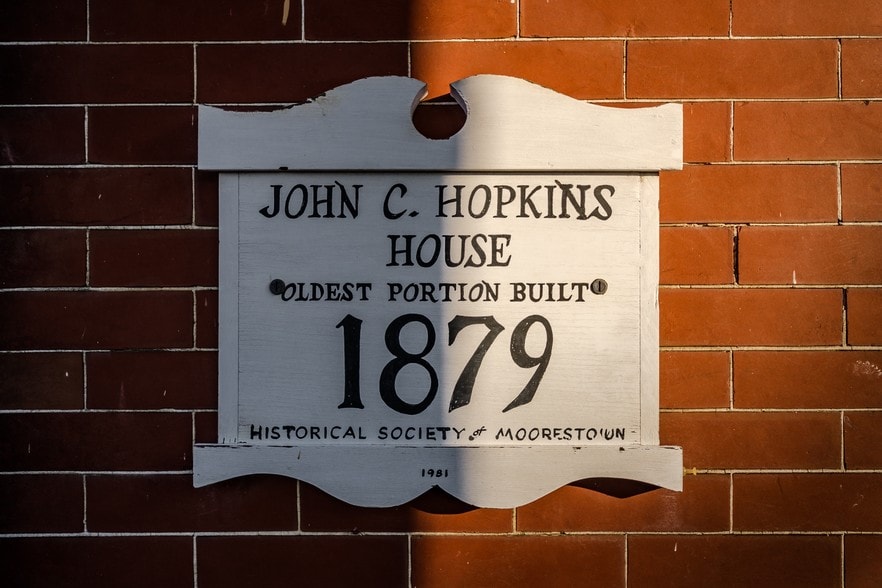 JOHN C. HOPKINS
HOUSE
OLDEST PORTION BUILT
1879
HISTORICAL SOCIETY of MOORESTOWN
1981